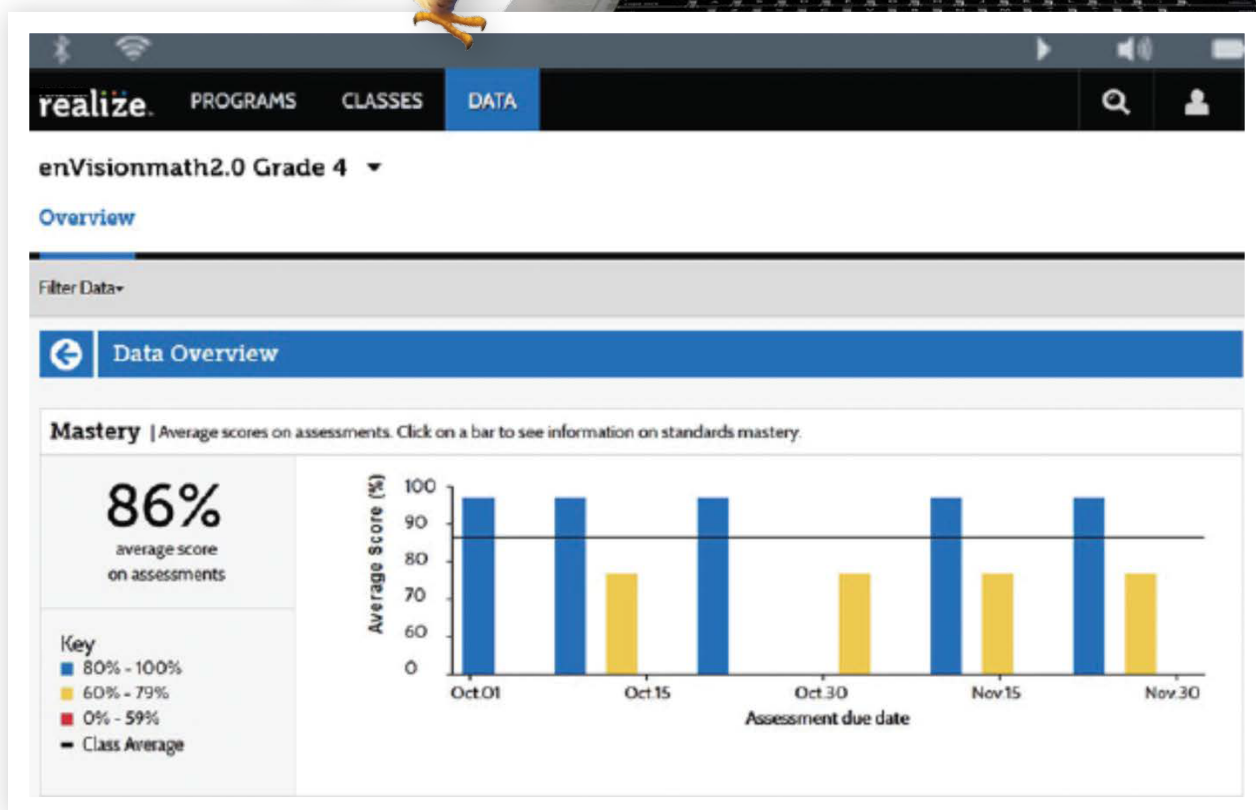 realize. PROGRAMS CLASSES DATA
enVisionmath2.0 Grade 4
Overview
Filter Data
Data Overview
Mastery | Average scores on assessments. Click on a bar to see information on standards mastery.
86%
average score
on assessments
Key
80% - 100%
60% - 79%
0% - 59%
Class Average
Average Score (%)
100
90
80
70
60
0
Oct.01 Oct.15 Oct.30 Nov.15 Nov.30
Assessment due date